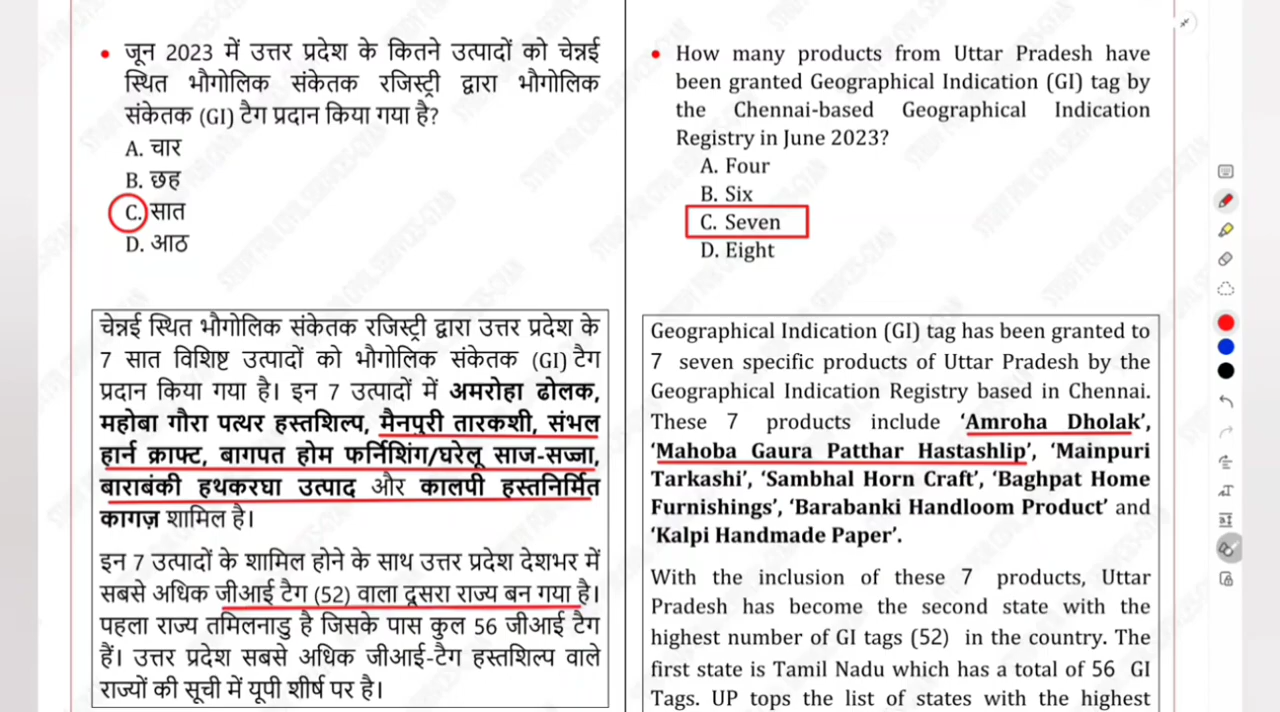 • जून 2023 में उत्तर प्रदेश के कितने उत्पादों को चेन्नई
स्थित भौगोलिक संकेतक रजिस्ट्री द्वारा भौगोलिक
संकेतक (GI) टैग प्रदान किया गया है?
A. चार
B. छह
C. सात
D. आठ
चेन्नई स्थित भौगोलिक संकेतक रजिस्ट्री द्वारा उत्तर प्रदेश के
7 सात विशिष्ट उत्पादों को भौगोलिक संकेतक (GI) टैग
प्रदान किया गया है। इन 7 उत्पादों में अमरोहा ढोलक,
महोबा गौरा पत्थर हस्तशिल्प, मैनपुरी तारकशी, संभल
हार्न क्राफ्ट, बागपत होम फर्निशिंग/घरेलू साज-सज्जा,
बाराबंकी हथकरघा उत्पाद और कालपी हस्तनिर्मित
कागज़ शामिल है।
इन 7 उत्पादों के शामिल होने के साथ उत्तर प्रदेश देशभर में
सबसे अधिक जीआई टैग (52) वाला दूसरा राज्य बन गया है।
पहला राज्य तमिलनाडु है जिसके पास कुल 56 जीआई टैग
हैं। उत्तर प्रदेश सबसे अधिक जीआई-टैग हस्तशिल्प वाले
राज्यों की सूची में यूपी शीर्ष पर है।
• How many products from Uttar Pradesh have
been granted Geographical Indication (GI) tag by
the Chennai-based Geographical Indication
Registry in June 2023?
A. Four
B. Six
C. Seven
D. Eight
Geographical Indication (GI) tag has been granted to
7 seven specific products of Uttar Pradesh by the
Geographical Indication Registry based in Chennai.
These 7 products include ‘Amroha Dholak’,
‘Mahoba Gaura Patthar Hastashlip’, ‘Mainpuri
Tarkashi’, ‘Sambhal Horn Craft’, ‘Baghpat Home
Furnishings’, ‘Barabanki Handloom Product’ and
‘Kalpi Handmade Paper’.
With the inclusion of these 7 products, Uttar
Pradesh has become the second state with the
highest number of GI tags (52) in the country. The
first state is Tamil Nadu which has a total of 56 GI
Tags. UP tops the list of states with the highest